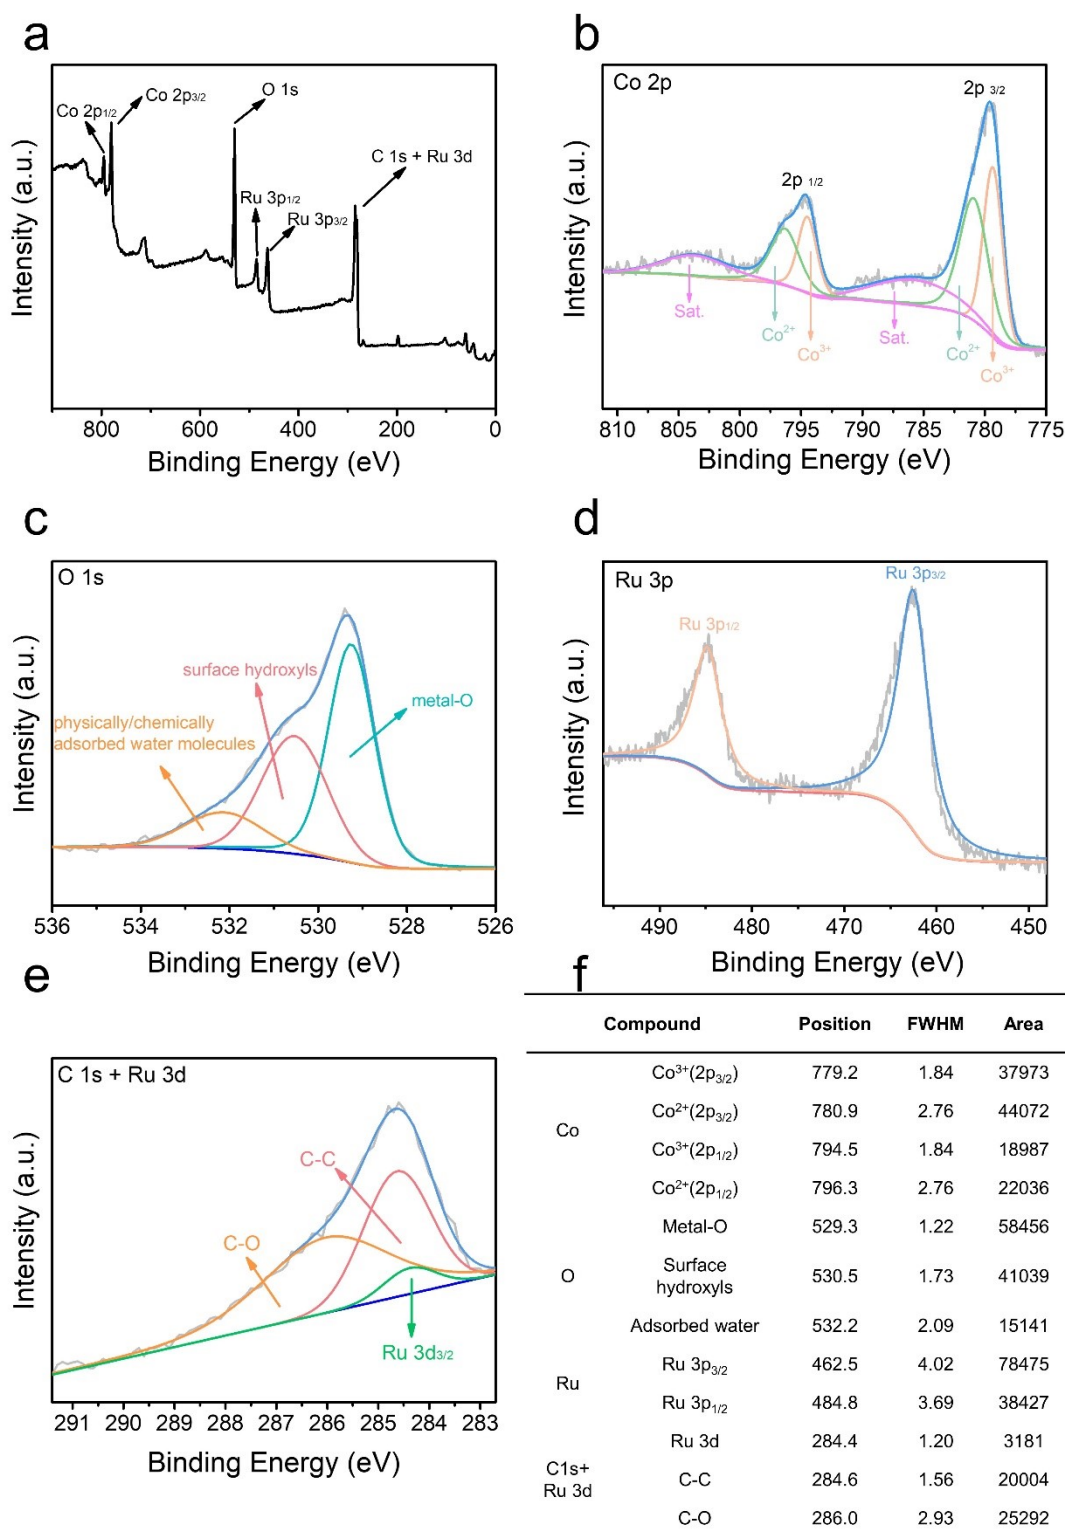 a
Co 2p1/2
Co 2p3/2
O 1s
C 1s + Ru 3d
Ru 3p1/2
Ru 3p3/2
Intensity (a.u.)
800
600
400
200
0
Binding Energy (eV)
b
Co 2p
2p 3/2
2p 1/2
Sat.
Co²⁺
Co³⁺
Sat.
Co²⁺
Co³⁺
Intensity (a.u.)
810 805 800 795 790 785 780 775
Binding Energy (eV)
c
O 1s
surface hydroxyls
metal-O
physically/chemically
adsorbed water molecules
Intensity (a.u.)
536 534 532 530 528 526
Binding Energy (eV)
d
Ru 3p
Ru 3p3/2
Ru 3p1/2
Intensity (a.u.)
490 480 470 460 450
Binding Energy (eV)
e
C 1s + Ru 3d
C-C
C-O
Ru 3d3/2
Intensity (a.u.)
291 290 289 288 287 286 285 284 283
Binding Energy (eV)
f
Compound Position FWHM Area
Co
Co³⁺(2p3/2) 779.2 1.84 37973
Co²⁺(2p3/2) 780.9 2.76 44072
Co³⁺(2p1/2) 794.5 1.84 18987
Co²⁺(2p1/2) 796.3 2.76 22036
O
Metal-O 529.3 1.22 58456
Surface
hydroxyls 530.5 1.73 41039
Adsorbed water 532.2 2.09 15141
Ru
Ru 3p3/2 462.5 4.02 78475
Ru 3p1/2 484.8 3.69 38427
C1s+
Ru 3d
Ru 3d 284.4 1.20 3181
C-C 284.6 1.56 20004
C-O 286.0 2.93 25292